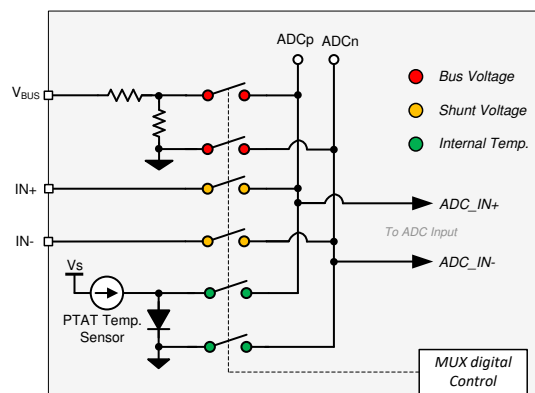 ADCp
ADCn
VBUS
Bus Voltage
Shunt Voltage
Internal Temp.
IN+
ADC_IN+
To ADC Input
IN-
ADC_IN-
Vs
PTAT Temp.
Sensor
MUX digital
Control